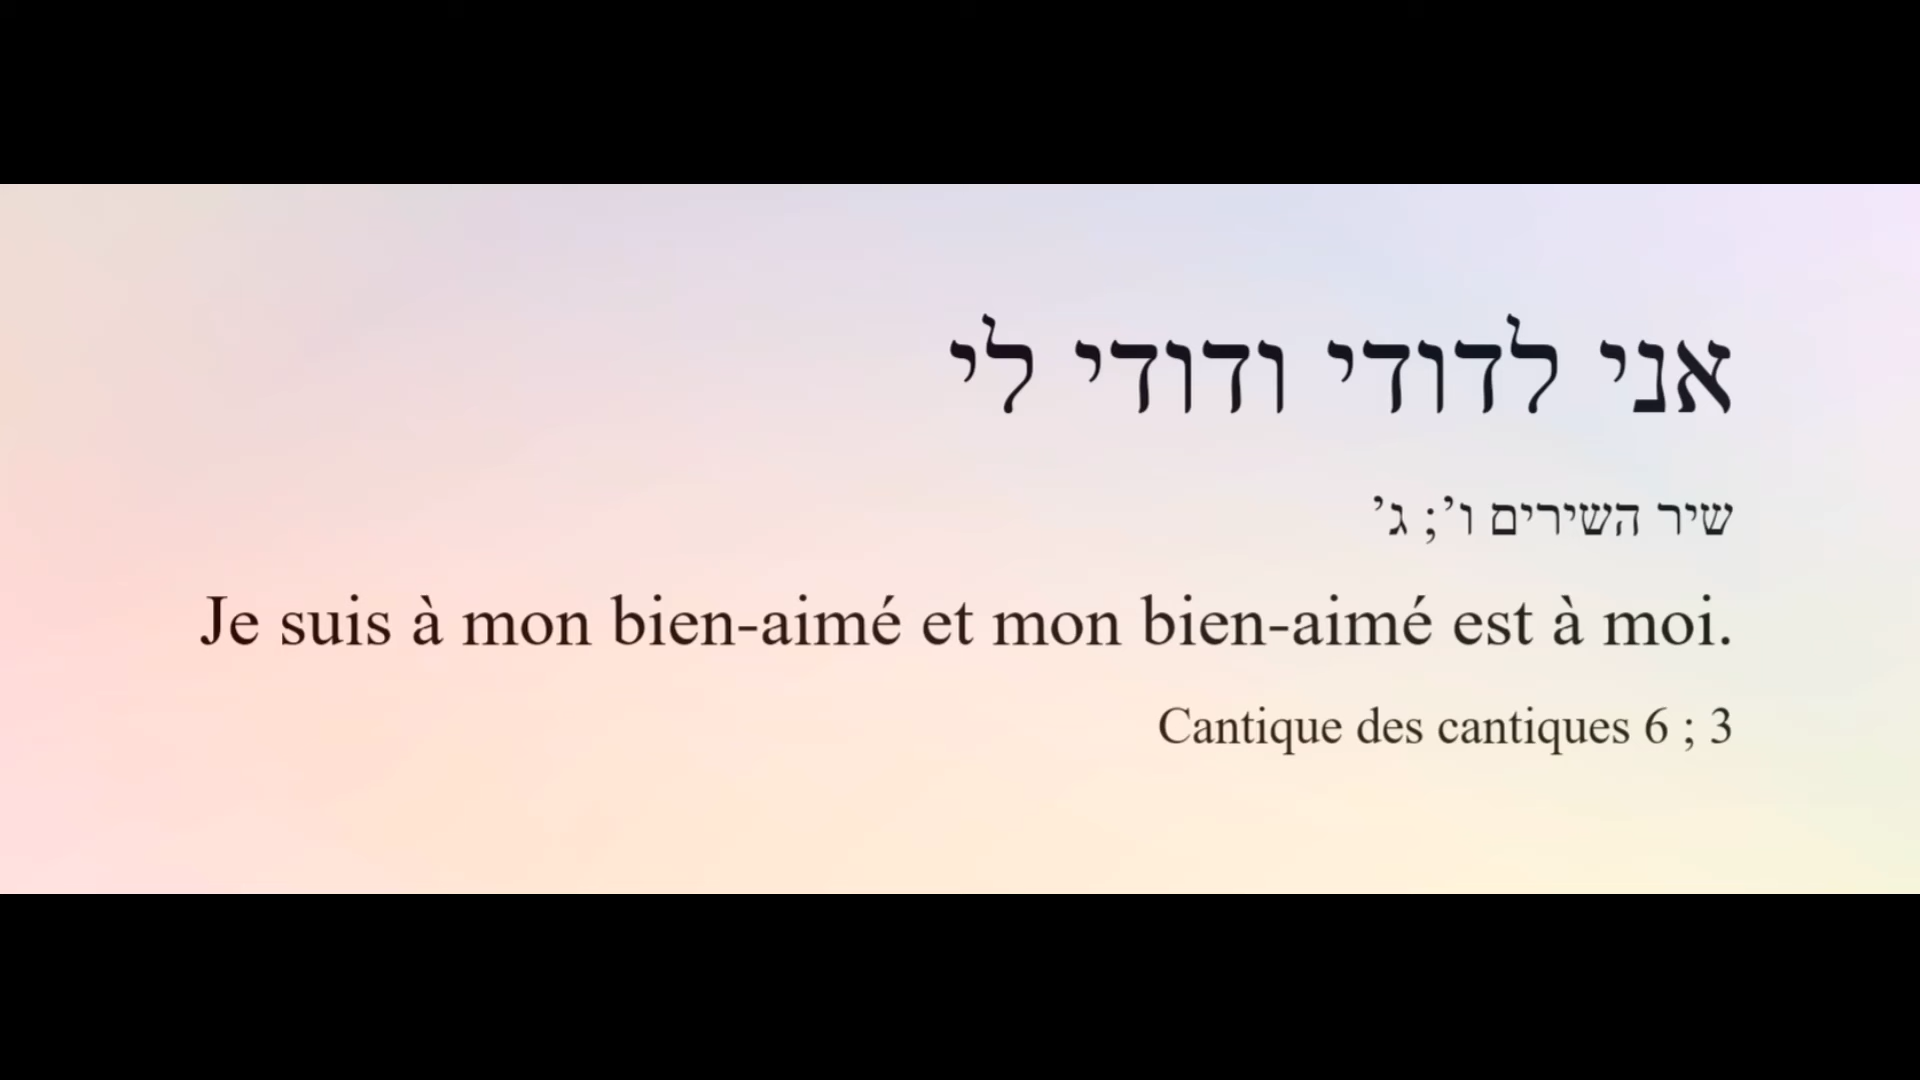 אני לדודי ודודי לי
שיר השירים ו’; ג’
Je suis à mon bien-aimé et mon bien-aimé est à moi.
Cantique des cantiques 6 ; 3